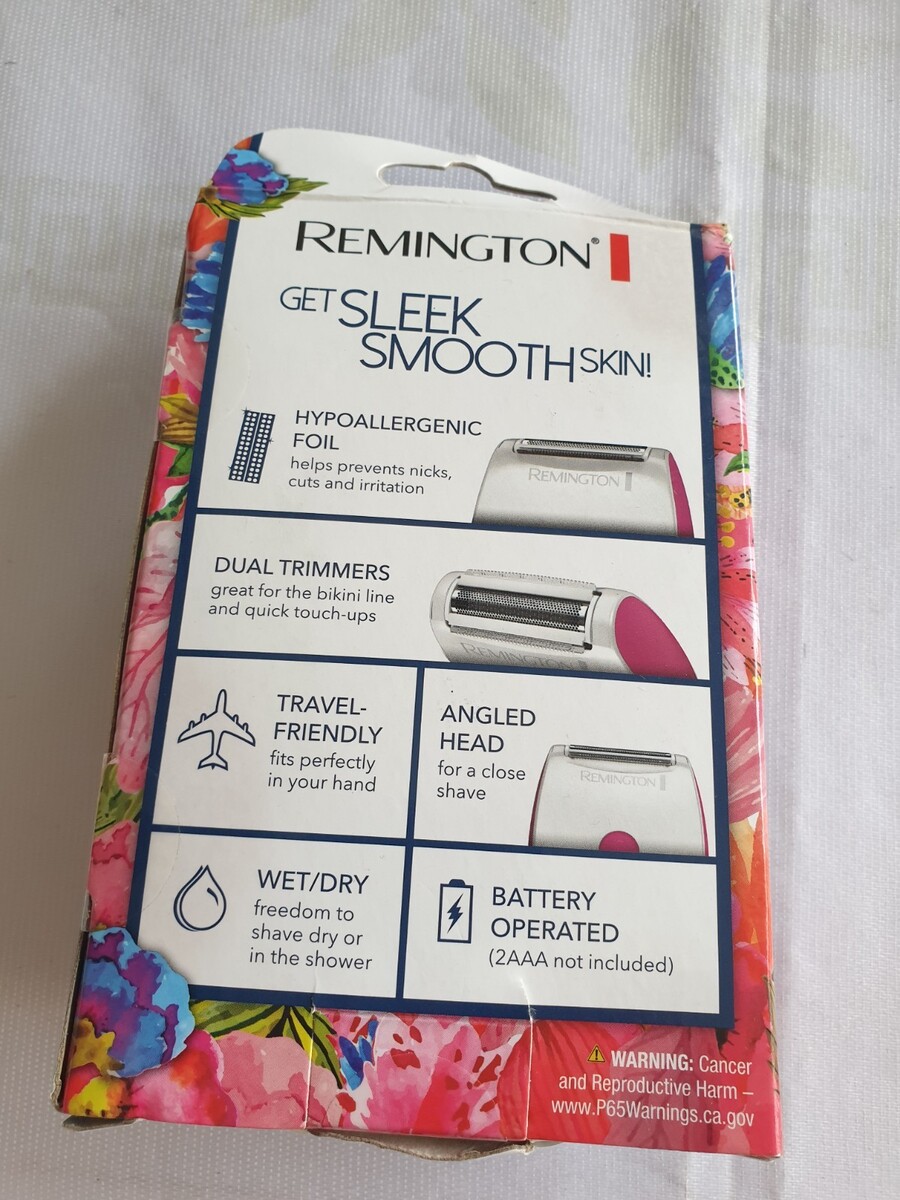 REMINGTON®
GET SLEEK
SMOOTH SKIN!
HYPOALLERGENIC
FOIL
helps prevents nicks,
cuts and irritation
REMINGTON
DUAL TRIMMERS
great for the bikini line
and quick touch-ups
REMINGTON
TRAVEL-
FRIENDLY
fits perfectly
in your hand
ANGLED
HEAD
for a close
shave
REMINGTON
WET/DRY
freedom to
shave dry or
in the shower
BATTERY
OPERATED
(2AAA not included)
WARNING: Cancer
and Reproductive Harm –
www.P65Warnings.ca.gov